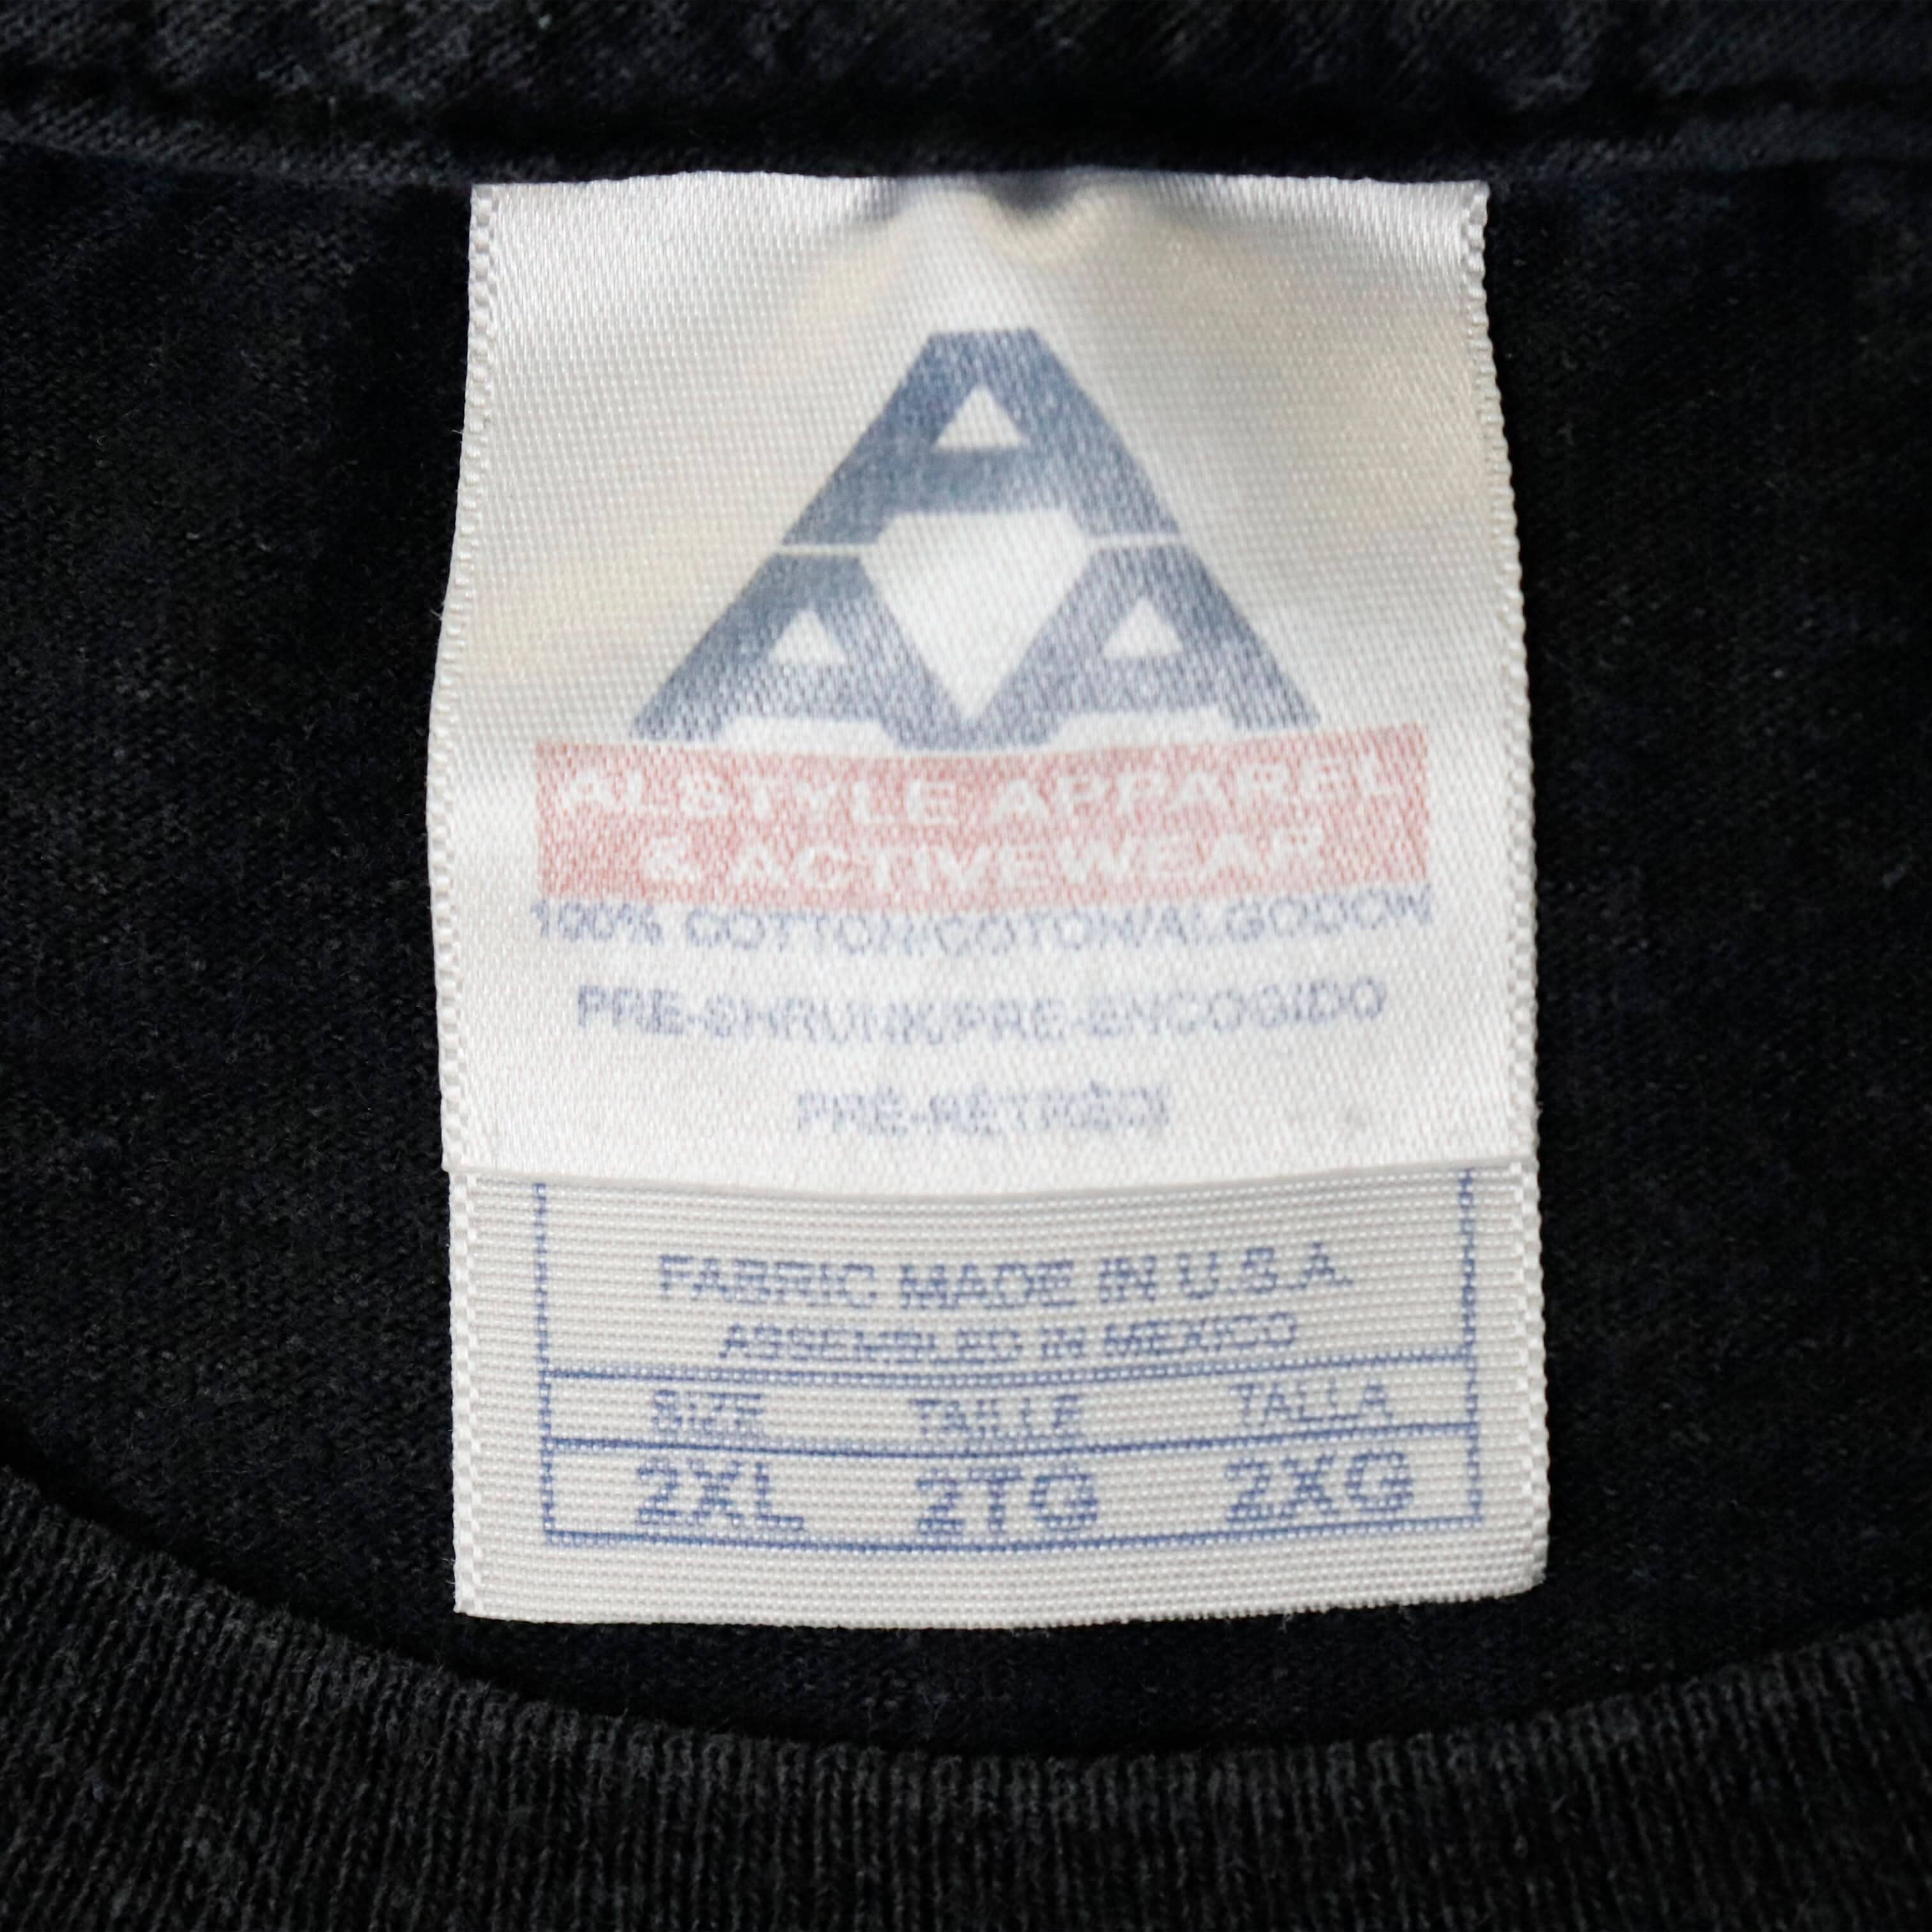 A
A A
ALSTYLE APPAREL
& ACTIVEWEAR
100% COTTON/COTON/ALGODON
PRE-SHRUNK/PRE-ENCOGIDO
PRÉ-RÉTRÉCI
FABRIC MADE IN U.S.A.
ASSEMBLED IN MEXICO
SIZE TAILLE TALLA
2XL 2TG 2XG